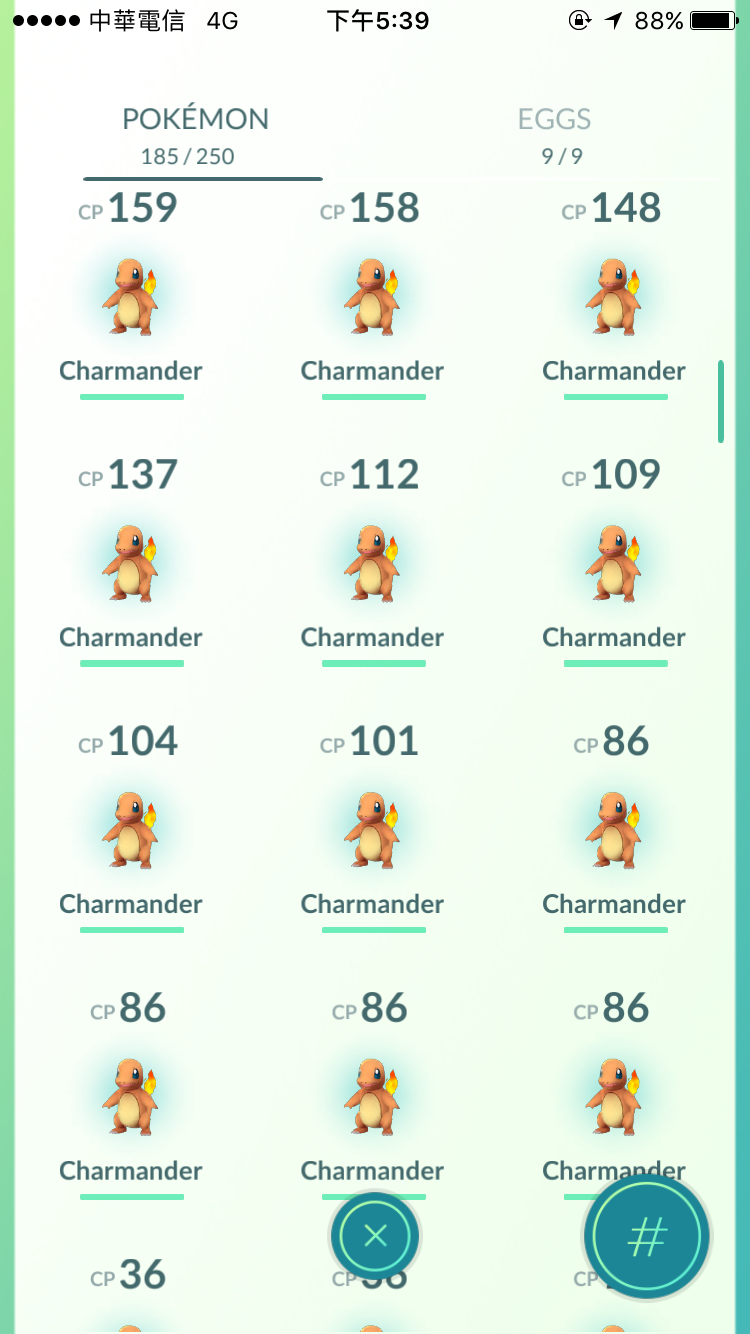 中華電信 4G 下午5:39 88%
POKÉMON EGGS
185 / 250 9 / 9
CP 159 CP 158 CP 148
Charmander Charmander Charmander
CP 137 CP 112 CP 109
Charmander Charmander Charmander
CP 104 CP 101 CP 86
Charmander Charmander Charmander
CP 86 CP 86 CP 86
Charmander Charmander Charmander
× #
CP 36 CP CP